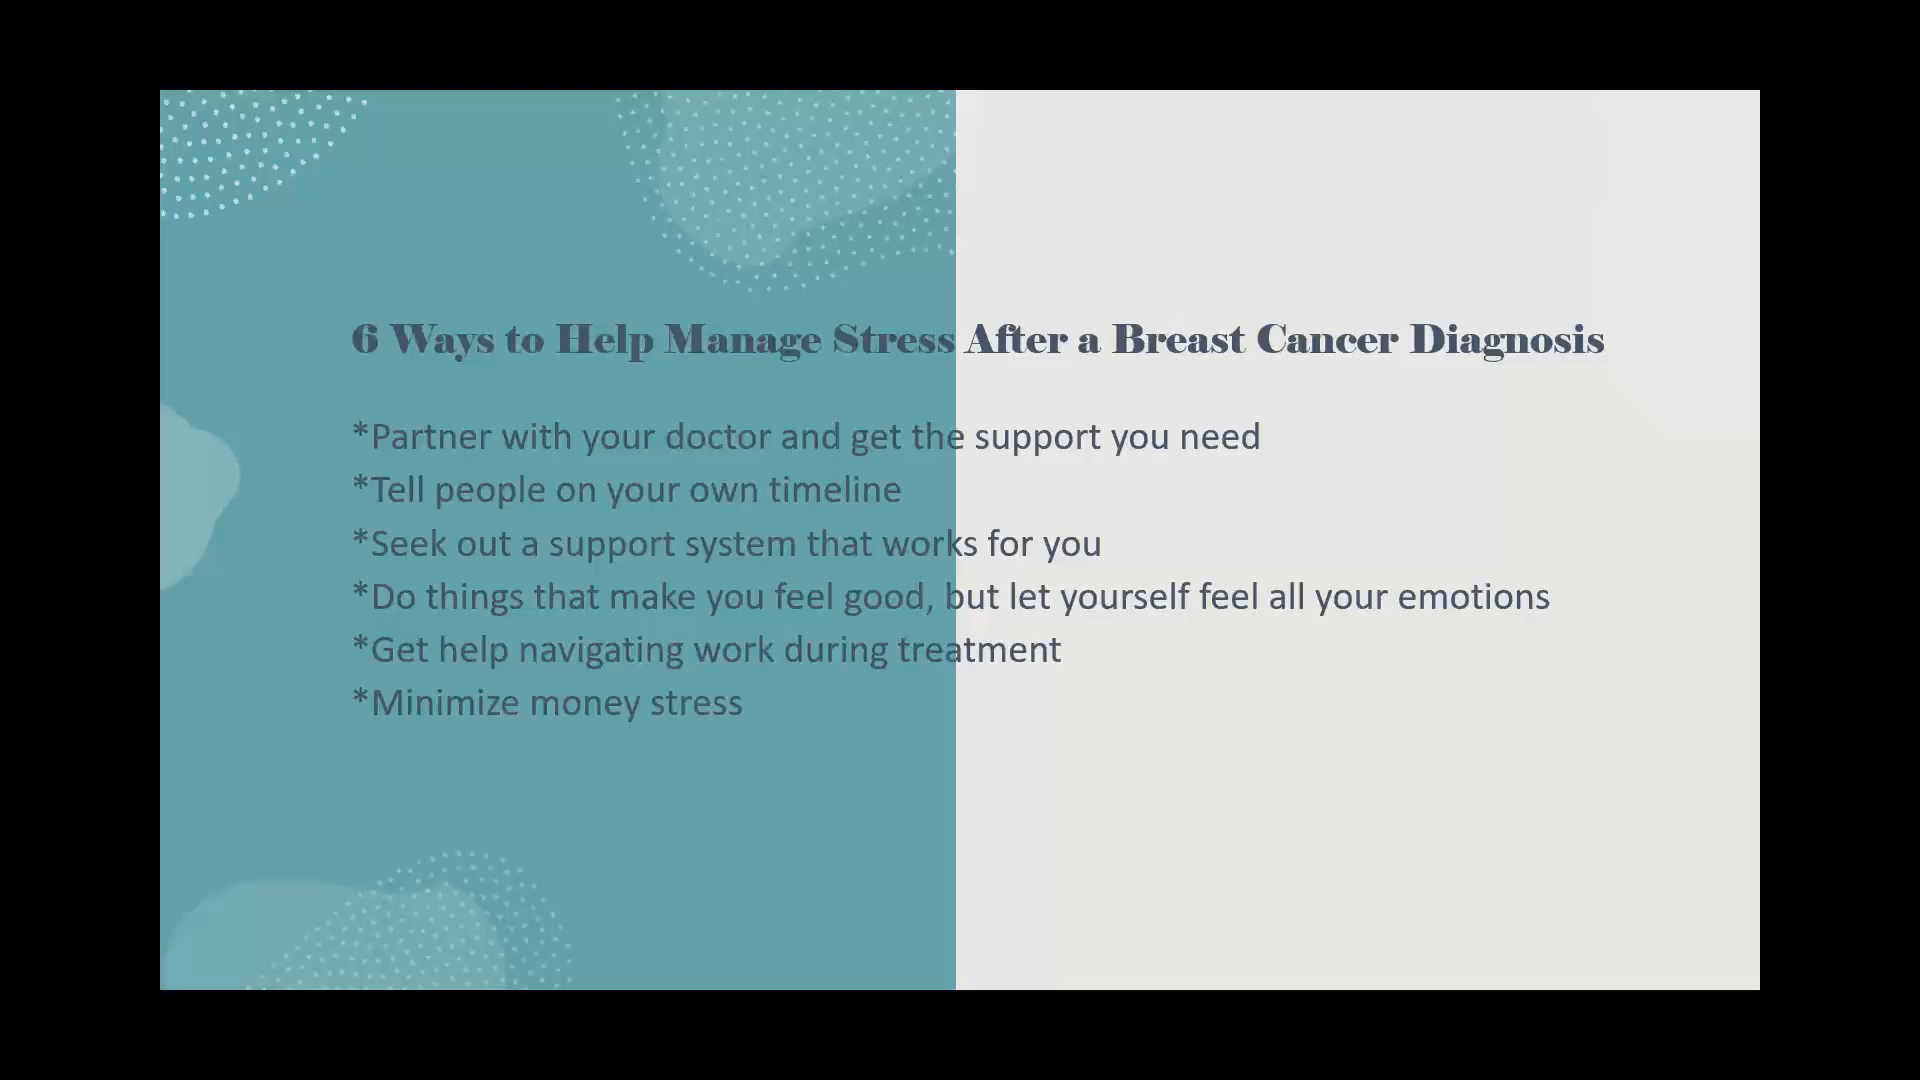 6 Ways to Help Manage Stress After a Breast Cancer Diagnosis
*Partner with your doctor and get the support you need
*Tell people on your own timeline
*Seek out a support system that works for you
*Do things that make you feel good, but let yourself feel all your emotions
*Get help navigating work during treatment
*Minimize money stress